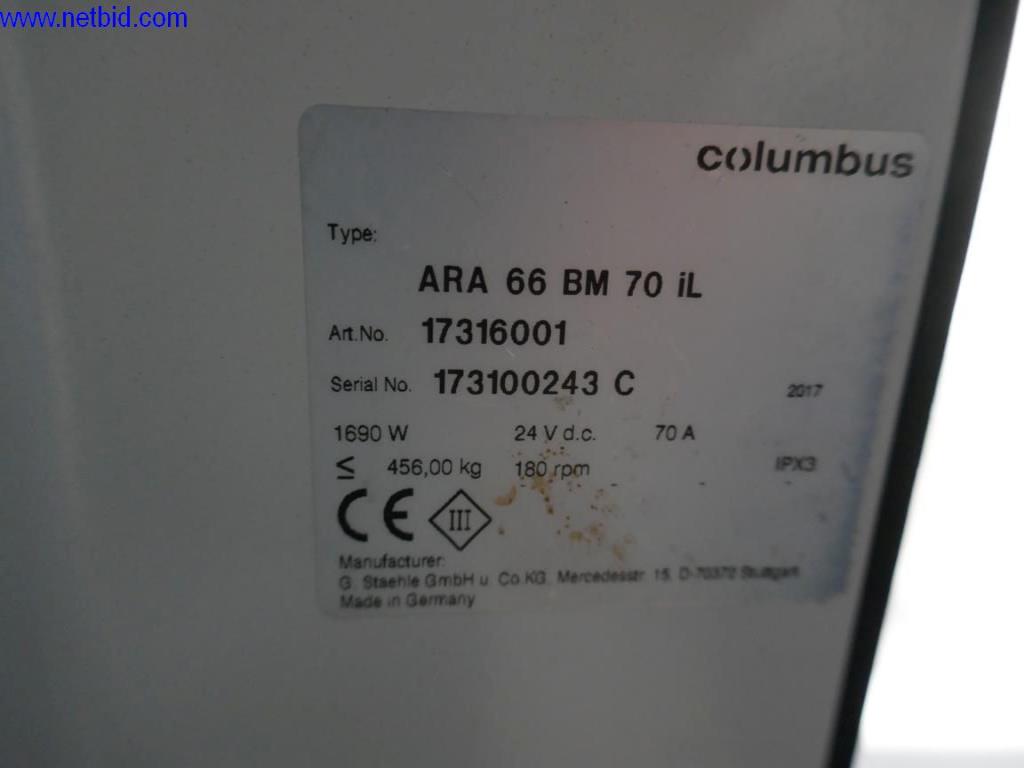 www.netbid.com
columbus
Type:
ARA 66 BM 70 iL
Art.No. 17316001
Serial No. 173100243 C 2017
1690 W 24 V d.c. 70 A
≤ 456,00 kg 180 rpm IPX3
CE III
Manufacturer:
G. Staehle GmbH u. Co.KG, Mercedesstr. 15, D-70372 Stuttgart
Made in Germany